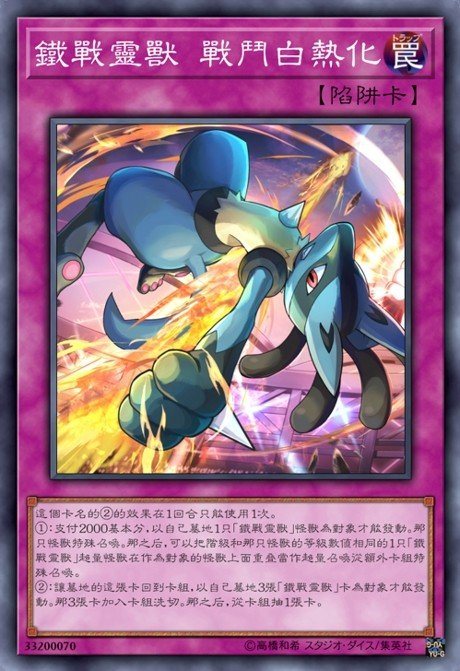 鐵戰靈獸 戰鬥白熱化
トラップ
罠
【陷阱卡】
這個卡名的②的效果在1回合只能使用1次。
①:支付2000基本分,以自己墓地1只「鐵戰靈獸」怪獸為對象才能發動。那
只怪獸特殊召喚。那之后,可以把階級和那只怪獸的等級數值相同的1只「鐵
戰靈獸」超量怪獸在作為對象的怪獸上面重疊當作超量召喚從額外卡組特
殊召喚。
②:讓墓地的這張卡回到卡組,以自己墓地3張「鐵戰靈獸」卡為對象才能發
動。那3張卡加入卡組洗切。那之后,從卡組抽1張卡。
33200070
©高橋和希 スタジオ・ダイス/集英社